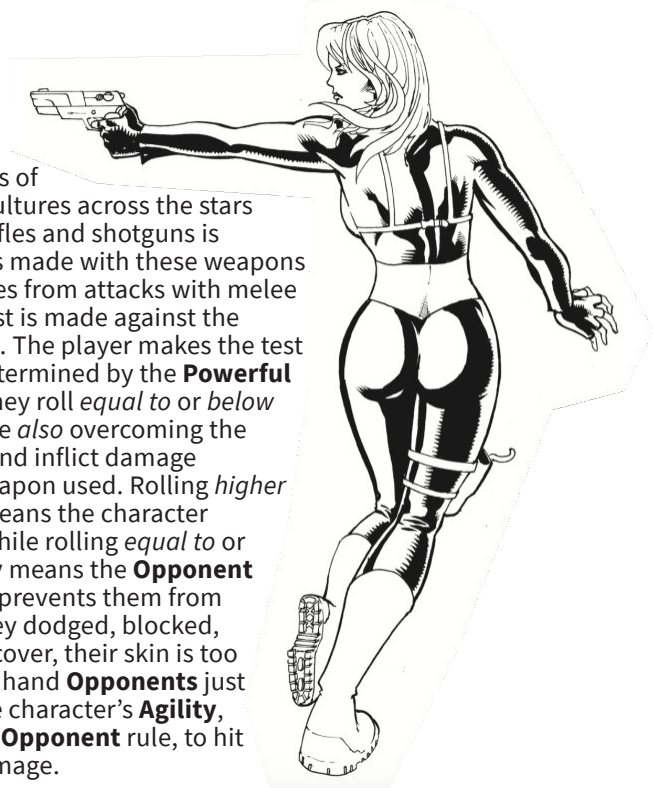 s of
ultures across the stars
fles and shotguns is
s made with these weapons
es from attacks with melee
st is made against the
. The player makes the test
termined by the Powerful
hey roll equal to or below
e also overcoming the
nd inflict damage
apon used. Rolling higher
eans the character
hile rolling equal to or
y means the Opponent
prevents them from
ey dodged, blocked,
cover, their skin is too
hand Opponents just
e character’s Agility,
Opponent rule, to hit
mage.